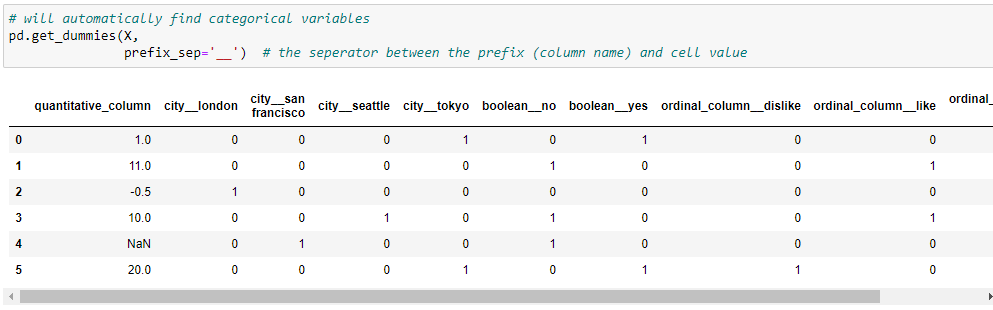 # will automatically find categorical variables
pd.get_dummies(X,
prefix_sep='__')  # the seperator between the prefix (column name) and cell value
quantitative_column city__london city__san francisco city__seattle city__tokyo boolean__no boolean__yes ordinal_column__dislike ordinal_column__like ordinal_
0 1.0 0 0 0 1 0 1 0 0
1 11.0 0 0 0 0 1 0 0 1
2 -0.5 1 0 0 0 0 0 0 0
3 10.0 0 0 1 0 1 0 0 1
4 NaN 0 1 0 0 1 0 0 0
5 20.0 0 0 0 1 0 1 1 0